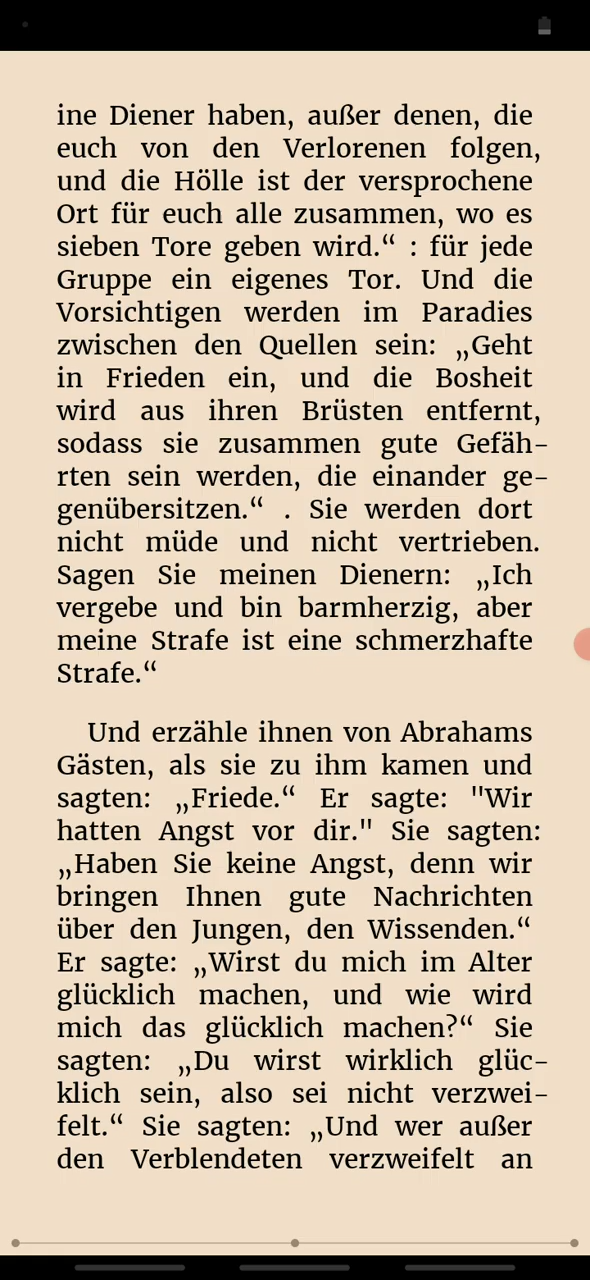 ine Diener haben, außer denen, die
euch von den Verlorenen folgen,
und die Hölle ist der versprochene
Ort für euch alle zusammen, wo es
sieben Tore geben wird.“ : für jede
Gruppe ein eigenes Tor. Und die
Vorsichtigen werden im Paradies
zwischen den Quellen sein: „Geht
in Frieden ein, und die Bosheit
wird aus ihren Brüsten entfernt,
sodass sie zusammen gute Gefäh-
rten sein werden, die einander ge-
genübersitzen.“ . Sie werden dort
nicht müde und nicht vertrieben.
Sagen Sie meinen Dienern: „Ich
vergebe und bin barmherzig, aber
meine Strafe ist eine schmerzhafte
Strafe.“
Und erzähle ihnen von Abrahams
Gästen, als sie zu ihm kamen und
sagten: „Friede.“ Er sagte: "Wir
hatten Angst vor dir." Sie sagten:
„Haben Sie keine Angst, denn wir
bringen Ihnen gute Nachrichten
über den Jungen, den Wissenden.“
Er sagte: „Wirst du mich im Alter
glücklich machen, und wie wird
mich das glücklich machen?“ Sie
sagten: „Du wirst wirklich glüc-
klich sein, also sei nicht verzwei-
felt.“ Sie sagten: „Und wer außer
den Verblendeten verzweifelt an